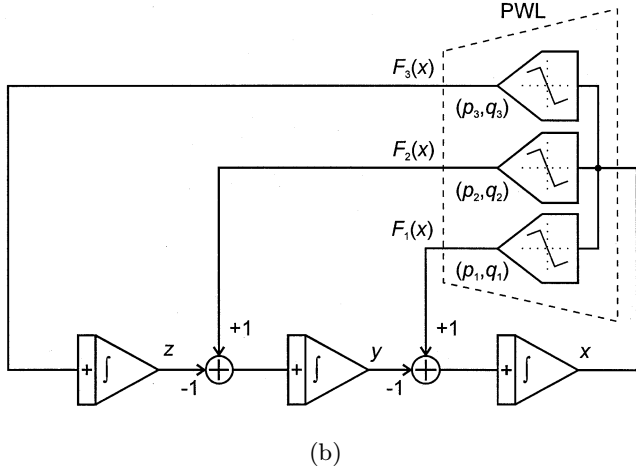 PWL
F₃(x)
(p₃,q₃)
F₂(x)
(p₂,q₂)
F₁(x)
(p₁,q₁)
+1 +1
z y x
+ ∫ + + ∫ + + ∫
-1 -1
(b)